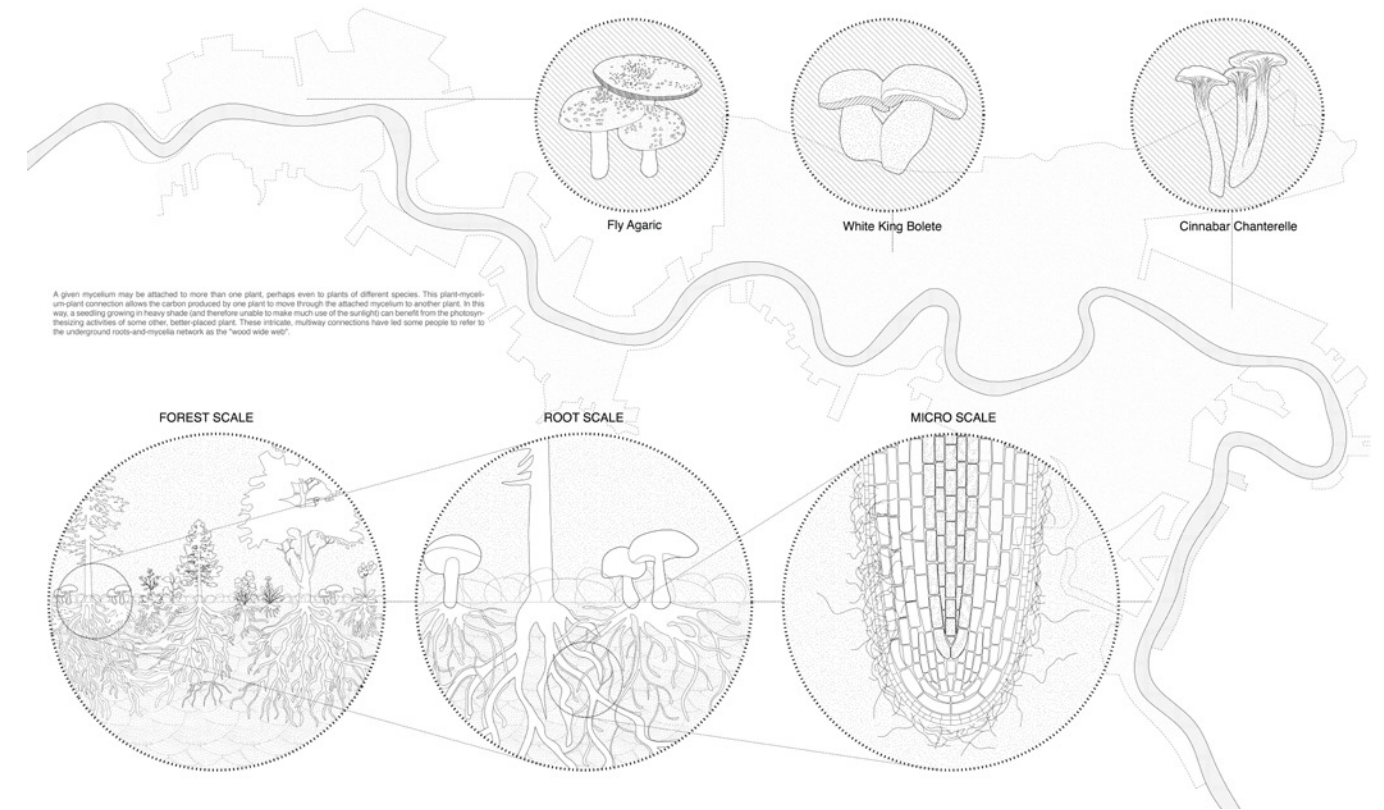 Fly Agaric
White King Bolete
Cinnabar Chanterelle
A given mycelium may be attached to more than one plant, perhaps even to plants of different species. This plant-myceli-
um-plant connection allows the carbon produced by one plant to move through the attached mycelium to another plant. In this
way, a seedling growing in heavy shade (and therefore unable to make much use of the sunlight) can benefit from the photosyn-
thesizing activities of some other, better-placed plant. These intricate, multiway connections have led some people to refer to
the underground roots-and-mycelia network as the "wood wide web".
FOREST SCALE
ROOT SCALE
MICRO SCALE